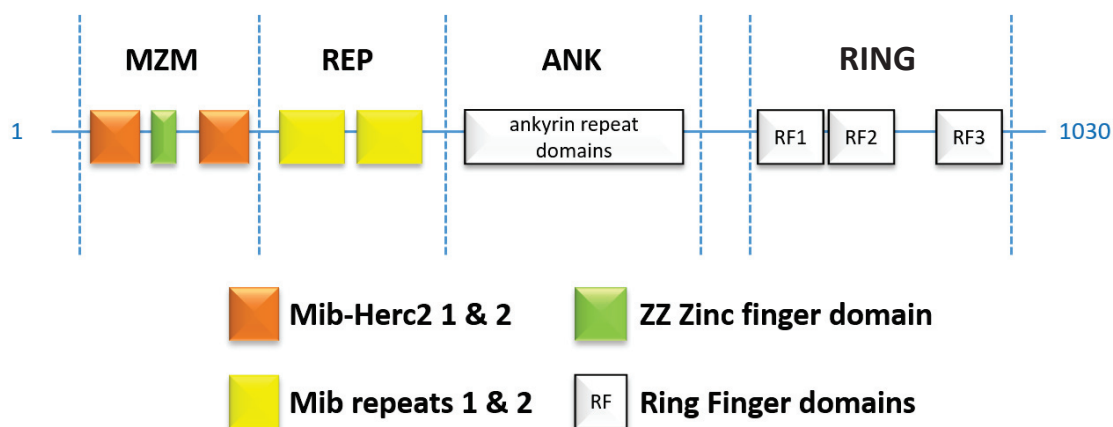 MZM
REP
ANK
RING
1
ankyrin repeat
domains
RF1
RF2
RF3
1030
Mib-Herc2 1 & 2
ZZ Zinc finger domain
Mib repeats 1 & 2
RF
Ring Finger domains